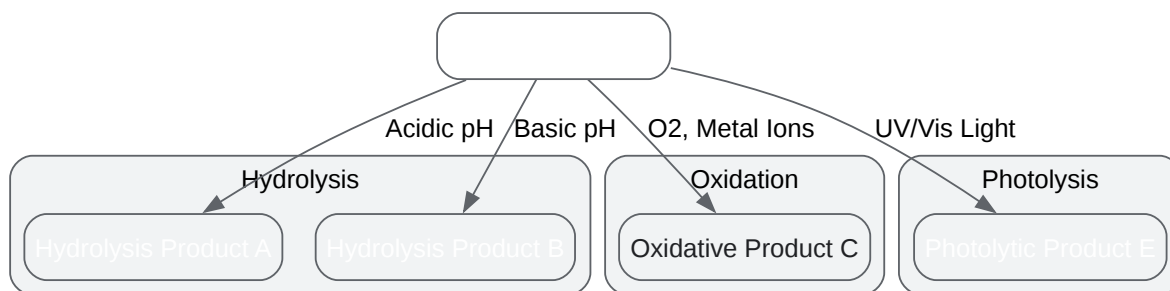 Acidic pH
Basic pH
O2, Metal Ions
UV/Vis Light
Hydrolysis
Oxidation
Photolysis
Hydrolysis Product A
Hydrolysis Product B
Oxidative Product C
Photolytic Product E